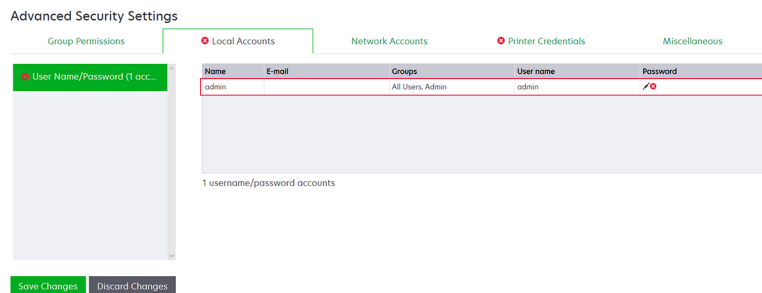 Advanced Security Settings
Group Permissions Local Accounts Network Accounts Printer Credentials Miscellaneous
User Name/Password (1 acc...
Name E-mail Groups User name Password
admin All Users, Admin admin
1 username/password accounts
Save Changes Discard Changes